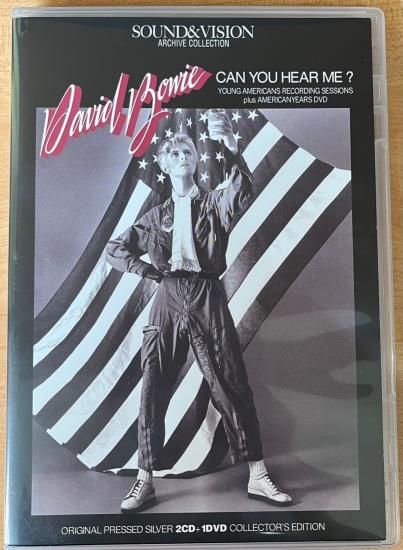 SOUND&VISION
ARCHIVE COLLECTION
David Bowie
CAN YOU HEAR ME?
YOUNG AMERICANS RECORDING SESSIONS
plus AMERICANYEARS DVD
ORIGINAL PRESSED SILVER 2CD+1DVD COLLECTOR'S EDITION